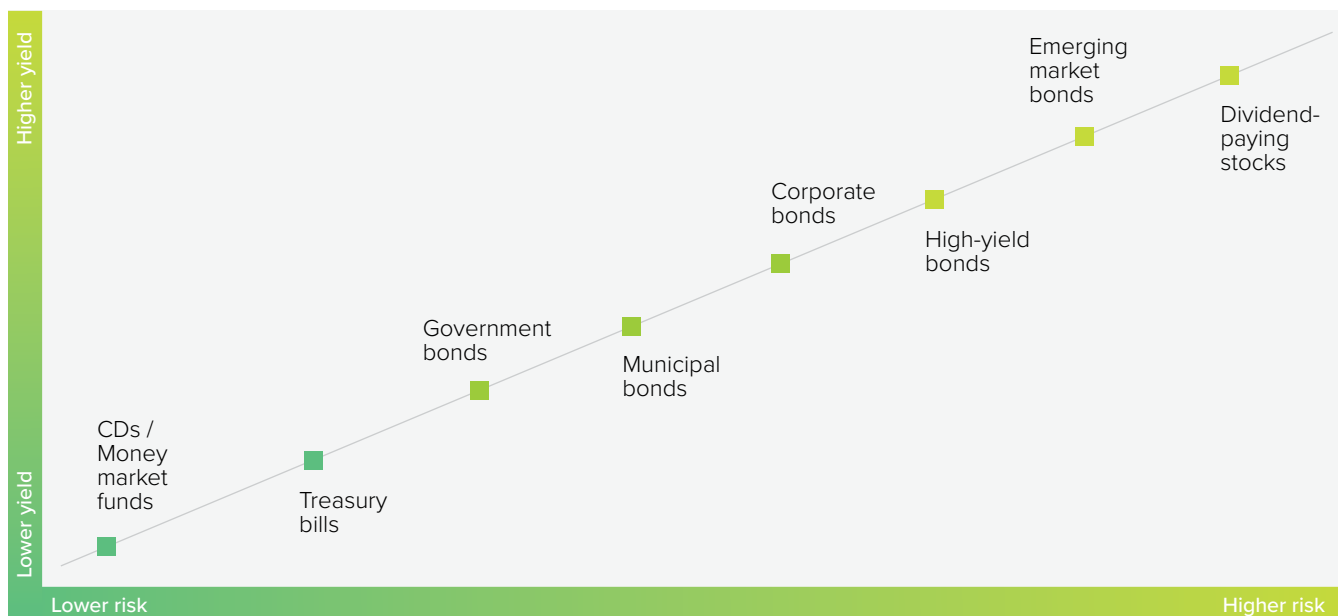 Higher yield
Lower yield
Emerging
market
bonds
Dividend-
paying
stocks
Corporate
bonds
High-yield
bonds
Government
bonds
Municipal
bonds
CDs /
Money
market
funds
Treasury
bills
Lower risk
Higher risk